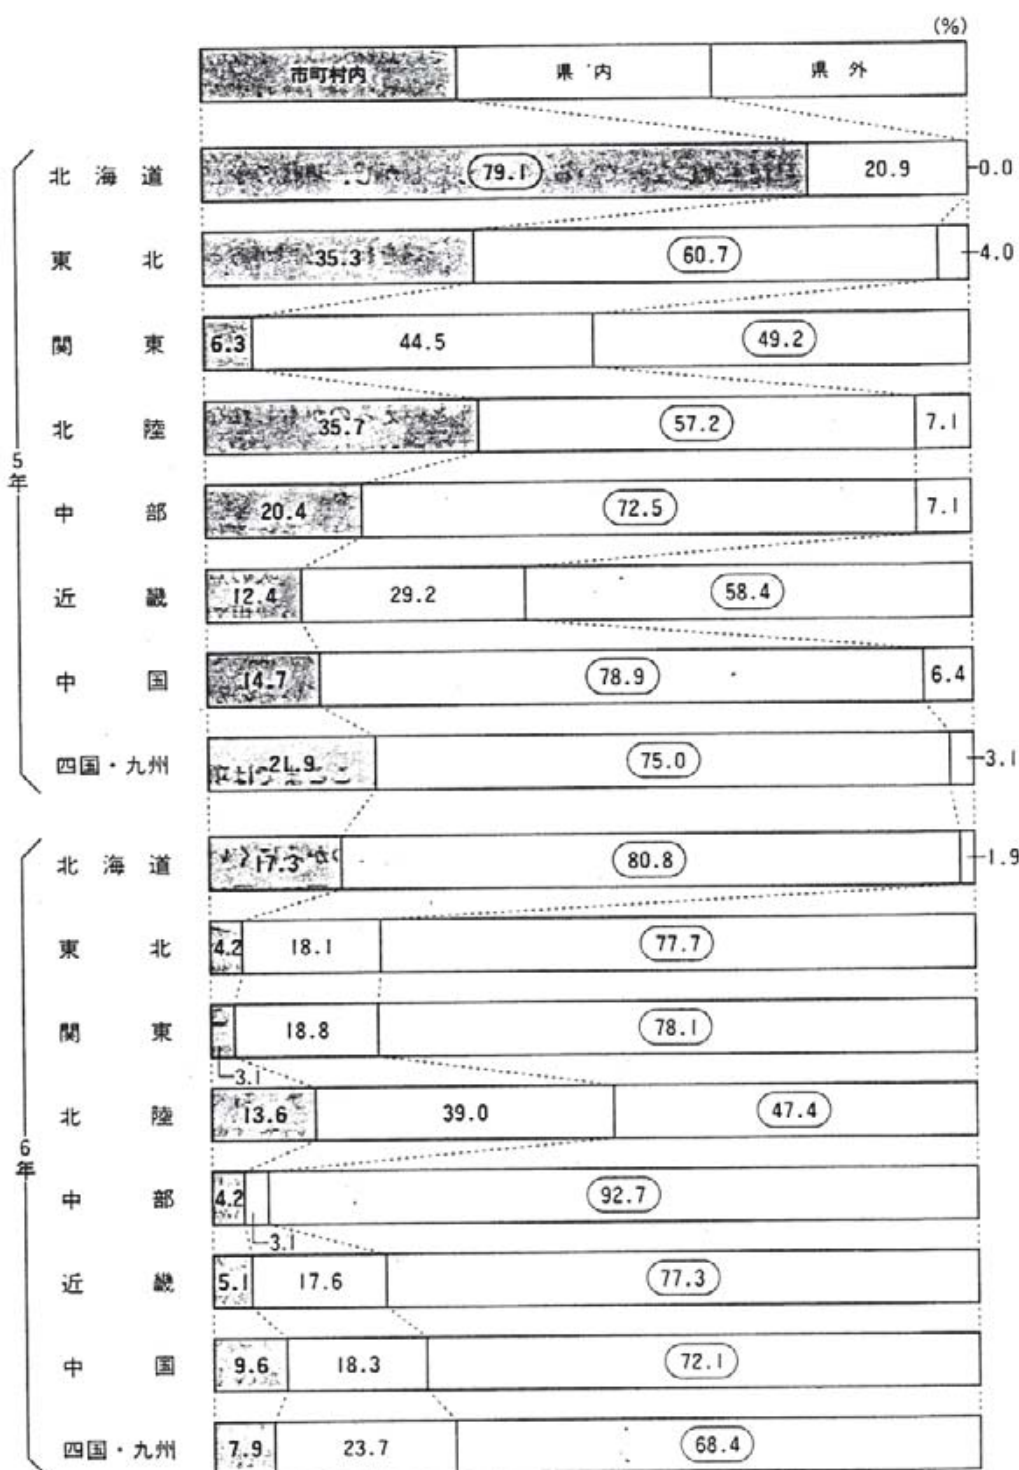 (%)
市町村内 県内 県外
5年
北海道 79.1 20.9 0.0
東北 35.3 60.7 4.0
関東 6.3 44.5 49.2
北陸 35.7 57.2 7.1
中部 20.4 72.5 7.1
近畿 12.4 29.2 58.4
中国 14.7 78.9 6.4
四国・九州 21.9 75.0 3.1
6年
北海道 17.3 80.8 1.9
東北 4.2 18.1 77.7
関東 3.1 18.8 78.1
北陸 13.6 39.0 47.4
中部 4.2 3.1 92.7
近畿 5.1 17.6 77.3
中国 9.6 18.3 72.1
四国・九州 7.9 23.7 68.4